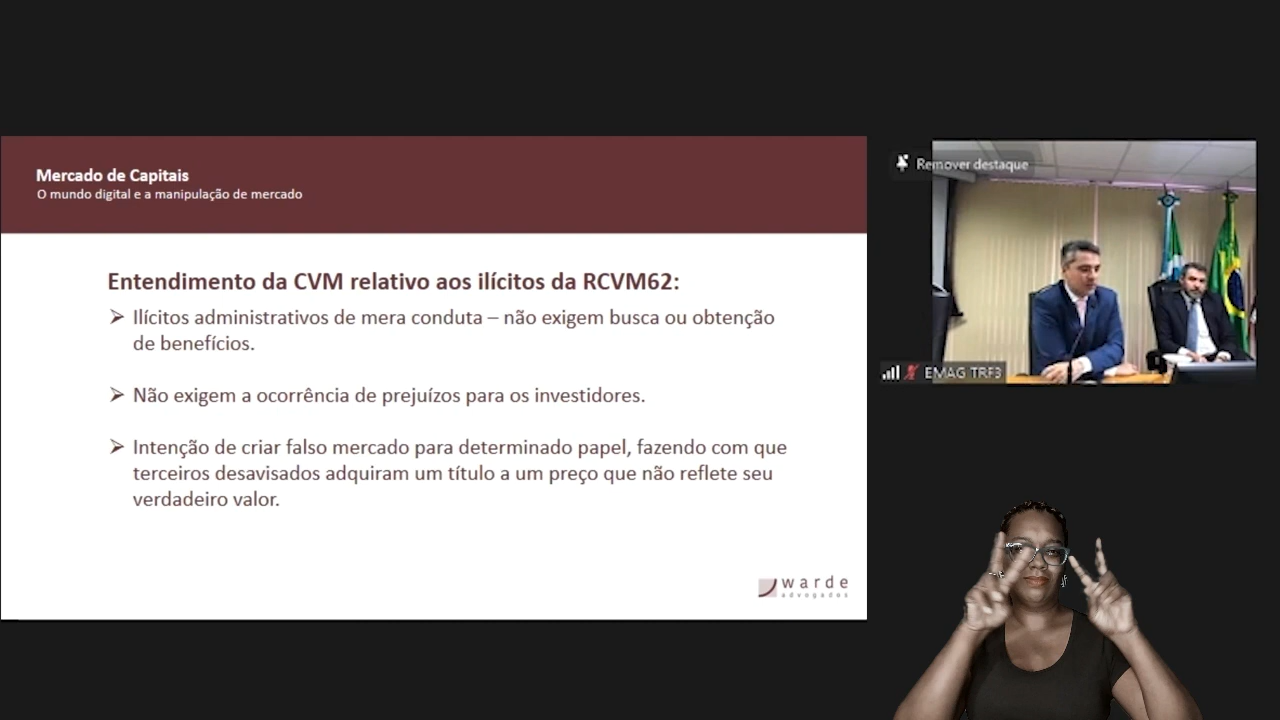 Mercado de Capitais
O mundo digital e a manipulação de mercado
Entendimento da CVM relativo aos ilícitos da RCVM62:
➢ Ilícitos administrativos de mera conduta – não exigem busca ou obtenção
de benefícios.
➢ Não exigem a ocorrência de prejuízos para os investidores.
➢ Intenção de criar falso mercado para determinado papel, fazendo com que
terceiros desavisados adquiram um título a um preço que não reflete seu
verdadeiro valor.
warde
advogados
Remover destaque
EMAG TRF3